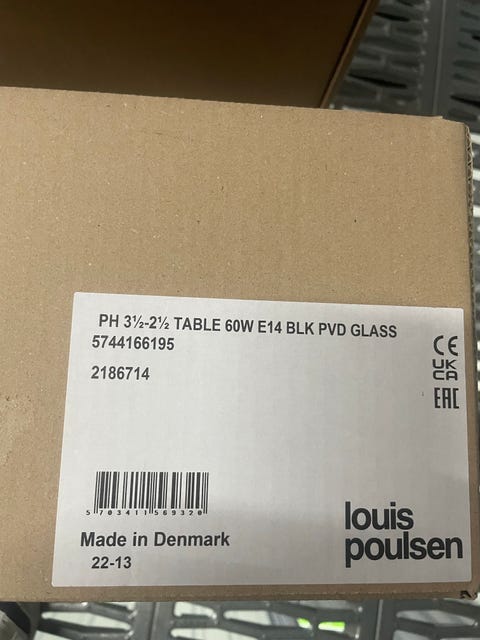 PH 3½-2½ TABLE 60W E14 BLK PVD GLASS
5744166195
2186714
CE
UK
CA
EAC
5 703411 569320
Made in Denmark
22-13
louis
poulsen